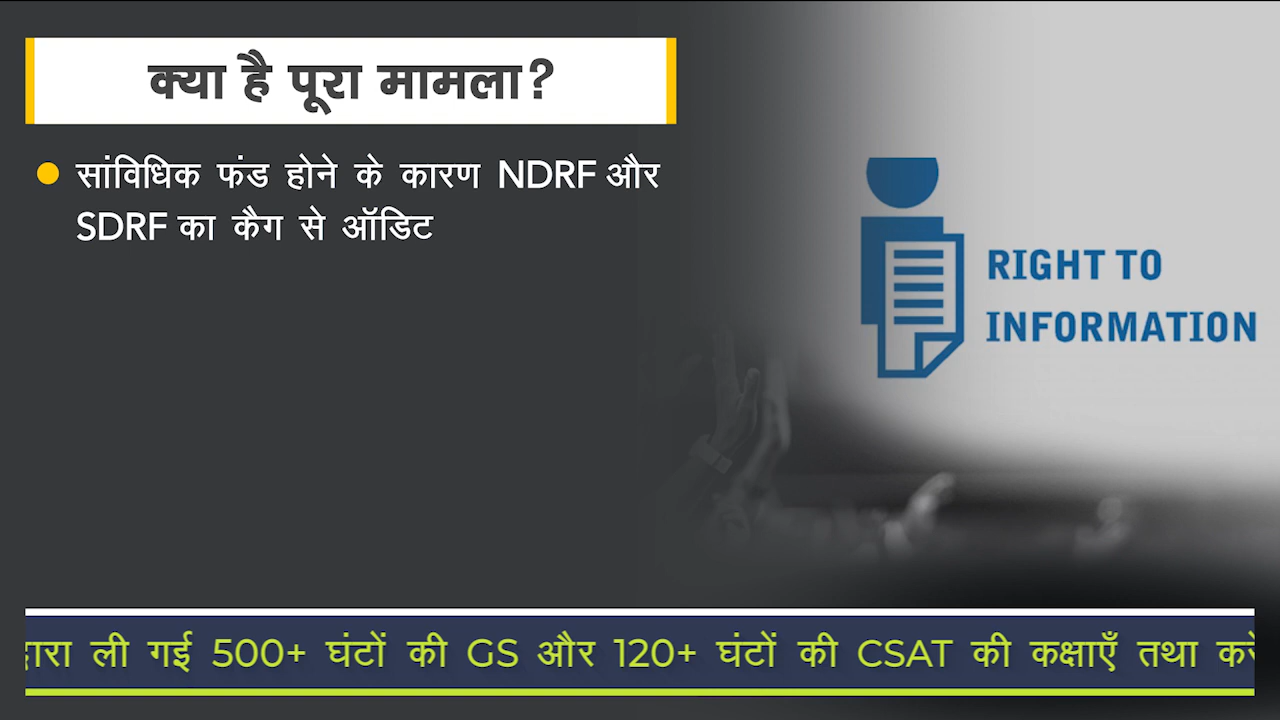 क्या है पूरा मामला?
सांविधिक फंड होने के कारण NDRF और
SDRF का कैग से ऑडिट
RIGHT TO
INFORMATION
ली गई 500+ घंटों की GS और 120+ घंटों की CSAT की कक्षाएँ तथा